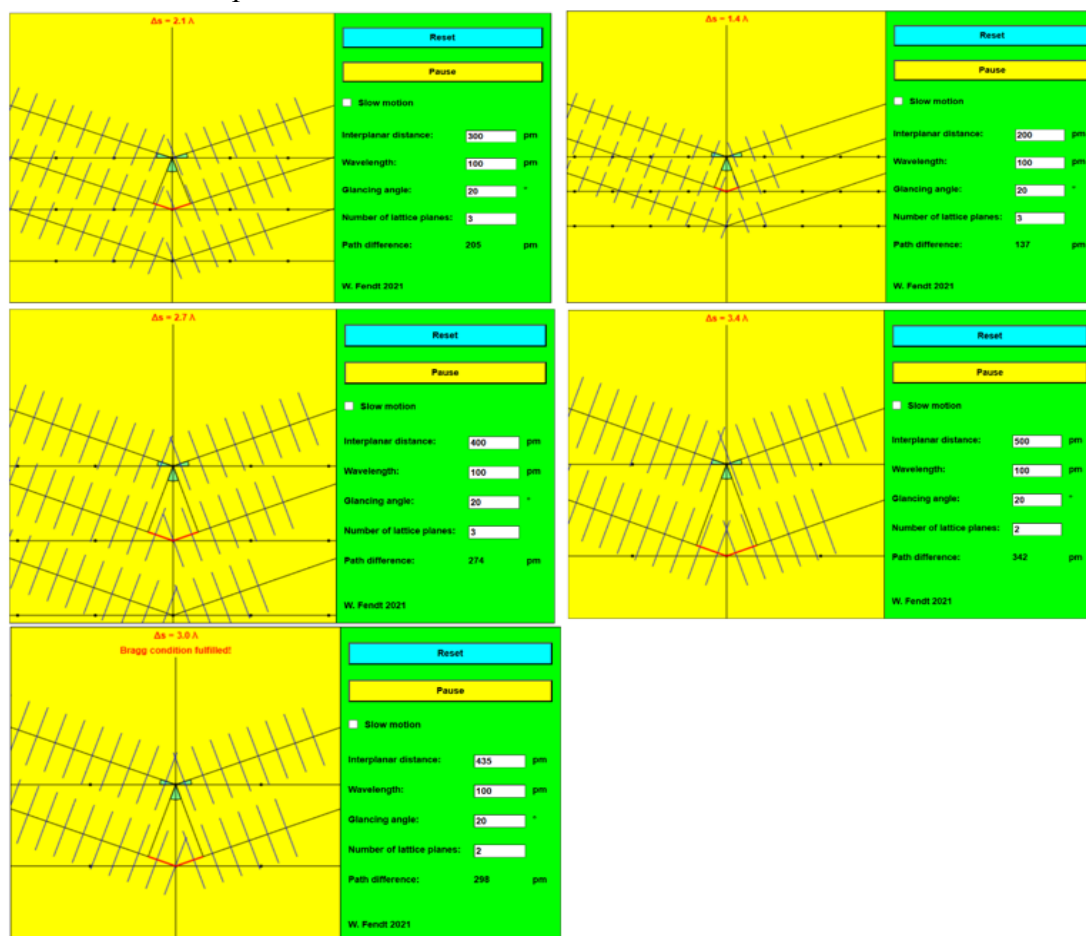 Δs = 2.1 λ
Reset
Pause
Slow motion
Interplanar distance: 300 pm
Wavelength: 100 pm
Glancing angle: 20 °
Number of lattice planes: 3
Path difference: 205 pm
W. Fendt 2021
Δs = 1.4 λ
Reset
Pause
Slow motion
Interplanar distance: 200 pm
Wavelength: 100 pm
Glancing angle: 20 °
Number of lattice planes: 3
Path difference: 137 pm
W. Fendt 2021
Δs = 2.7 λ
Reset
Pause
Slow motion
Interplanar distance: 400 pm
Wavelength: 100 pm
Glancing angle: 20 °
Number of lattice planes: 3
Path difference: 274 pm
W. Fendt 2021
Δs = 3.4 λ
Reset
Pause
Slow motion
Interplanar distance: 500 pm
Wavelength: 100 pm
Glancing angle: 20 °
Number of lattice planes: 2
Path difference: 342 pm
W. Fendt 2021
Δs = 3.0 λ
Bragg condition fulfilled!
Reset
Pause
Slow motion
Interplanar distance: 435 pm
Wavelength: 100 pm
Glancing angle: 20 °
Number of lattice planes: 2
Path difference: 298 pm
W. Fendt 2021